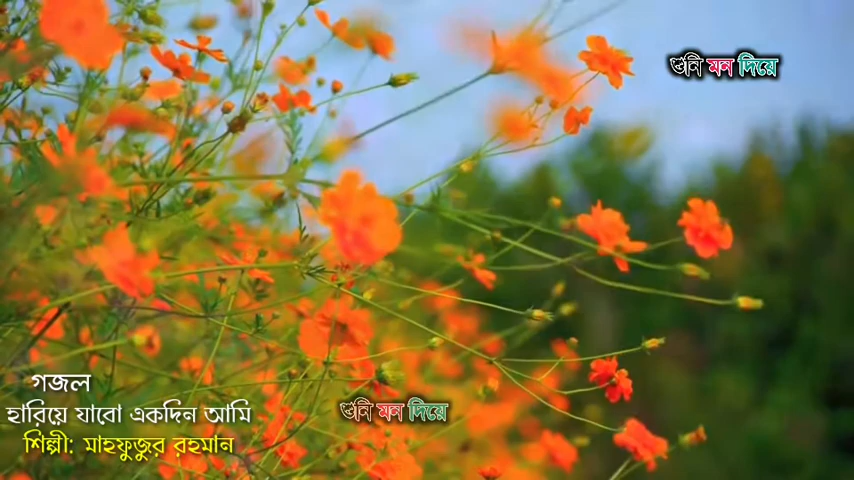 শুনি মন দিয়ে
গজল
হারিয়ে যাবো একদিন আমি
শিল্পী: মাহফুজুর রহমান
শুনি মন দিয়ে